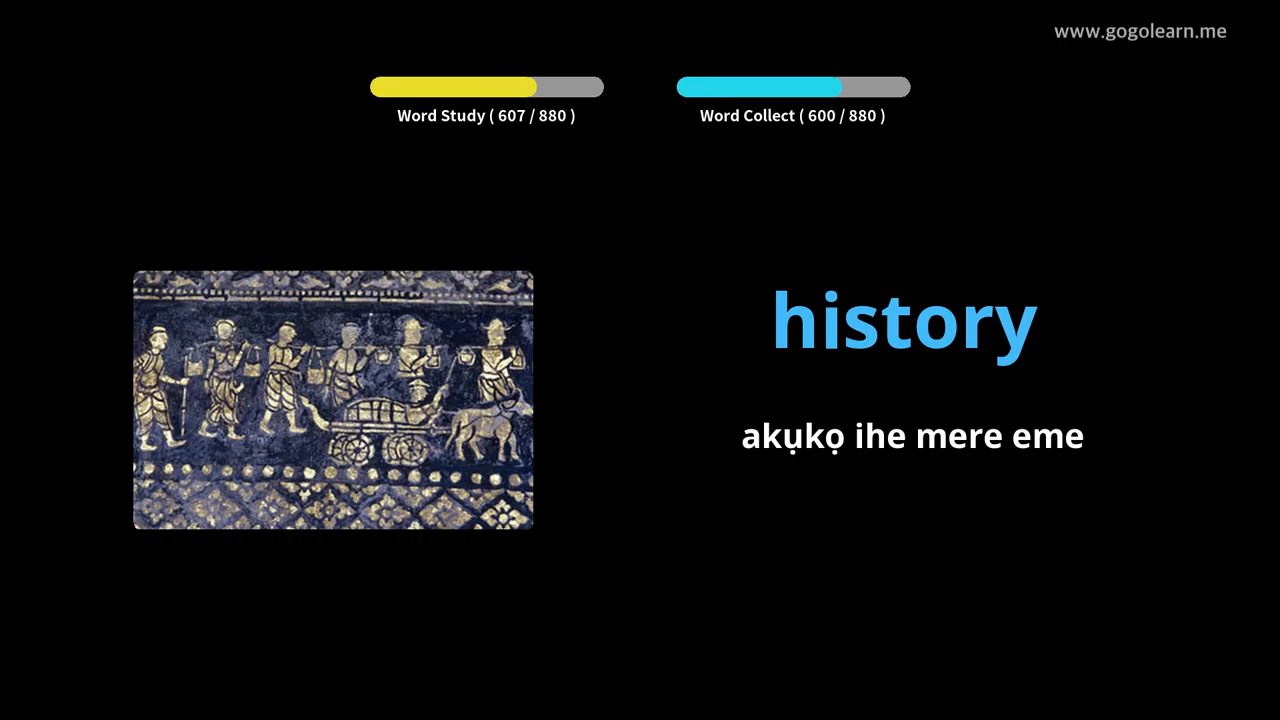 www.gogolearn.me
Word Study ( 607 / 880 )
Word Collect ( 600 / 880 )
history
akụkọ ihe mere eme